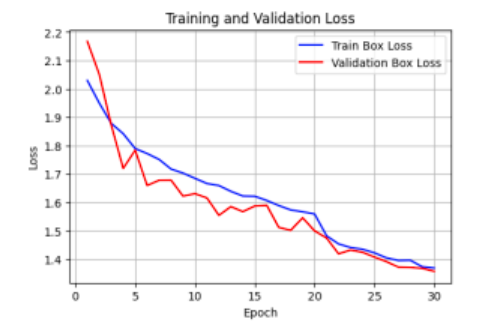 Training and Validation Loss
Train Box Loss
Validation Box Loss
2.2
2.1
2.0
1.9
1.8
1.7
1.6
1.5
1.4
Loss
0 5 10 15 20 25 30
Epoch